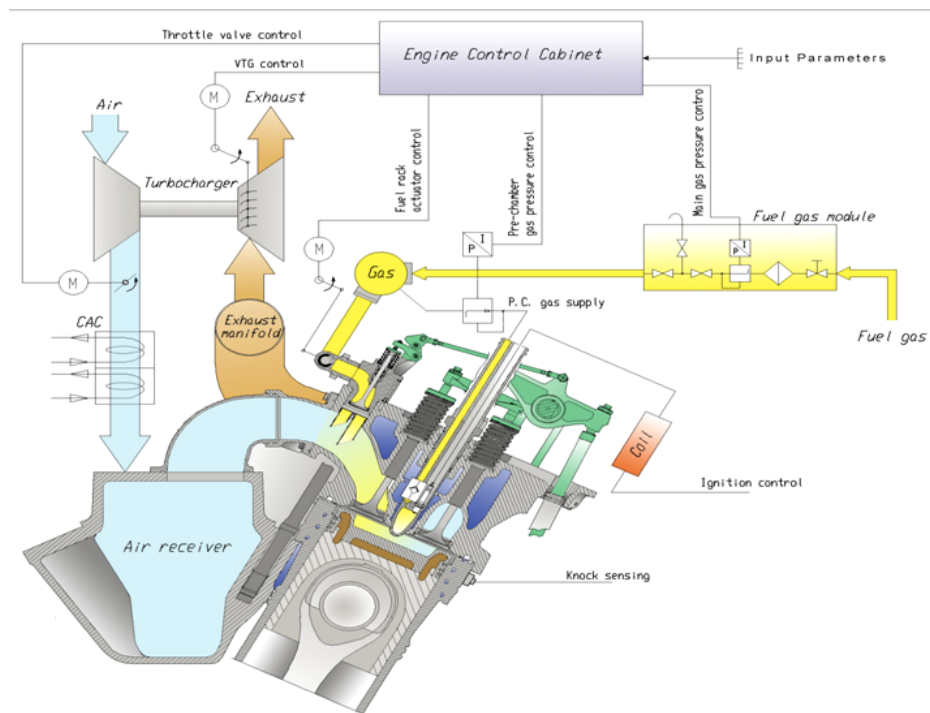 Throttle valve control
Engine Control Cabinet
Input Parameters
VTG control
M
Exhaust
Air
Turbocharger
Fuel rack
actuator control
Pre-chamber
gas pressure control
Main gas pressure contro
Fuel gas module
M
I
P
I
P
M
Gas
P.C. gas supply
CAC
Exhaust
manifold
Fuel gas
Coil
Ignition control
Air receiver
Knock sensing